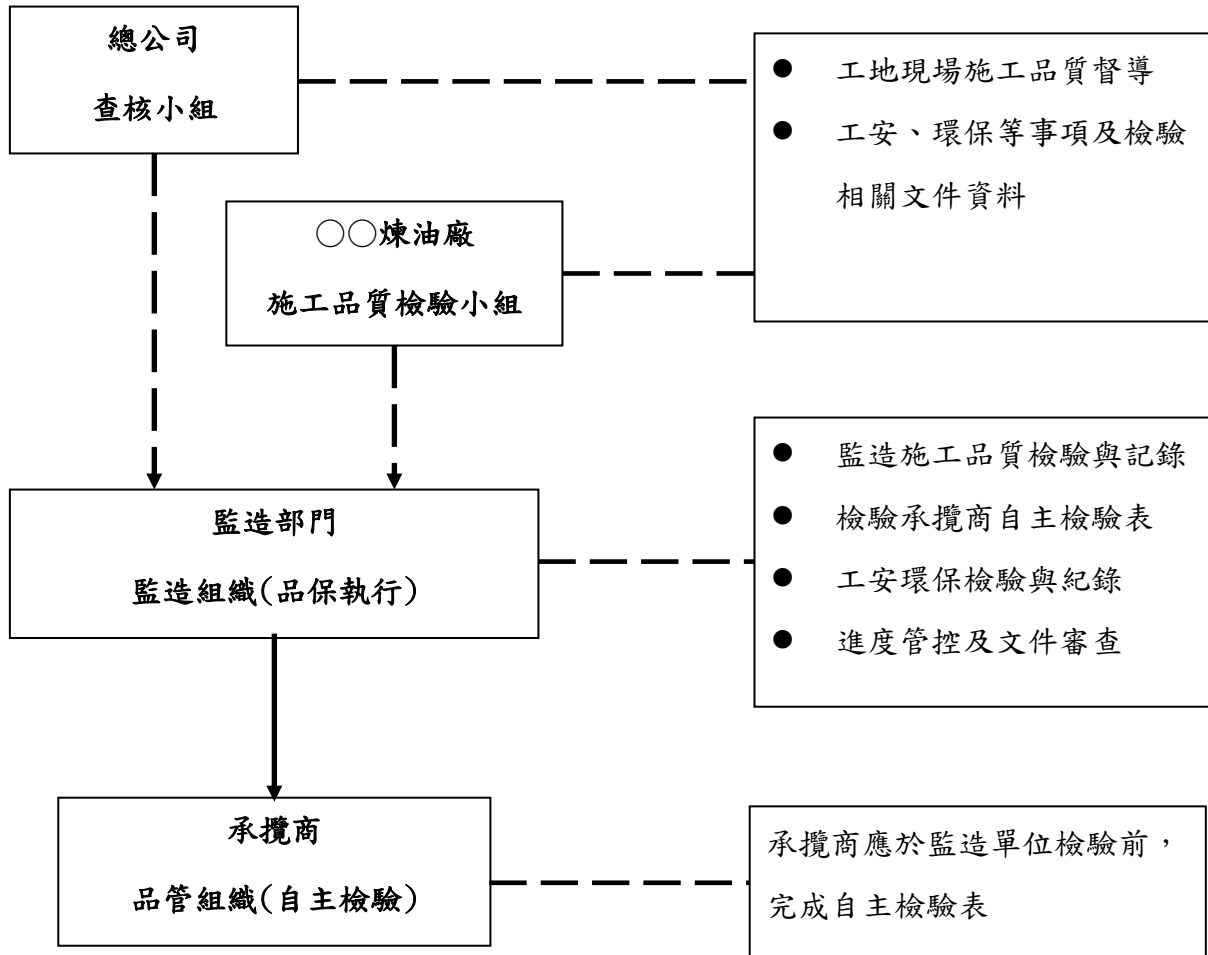 總公司
查核小組
● 工地現場施工品質督導
● 工安、環保等事項及檢驗
相關文件資料
○○煉油廠
施工品質檢驗小組
監造部門
監造組織(品保執行)
● 監造施工品質檢驗與記錄
● 檢驗承攬商自主檢驗表
● 工安環保檢驗與紀錄
● 進度管控及文件審查
承攬商
品管組織(自主檢驗)
承攬商應於監造單位檢驗前，
完成自主檢驗表